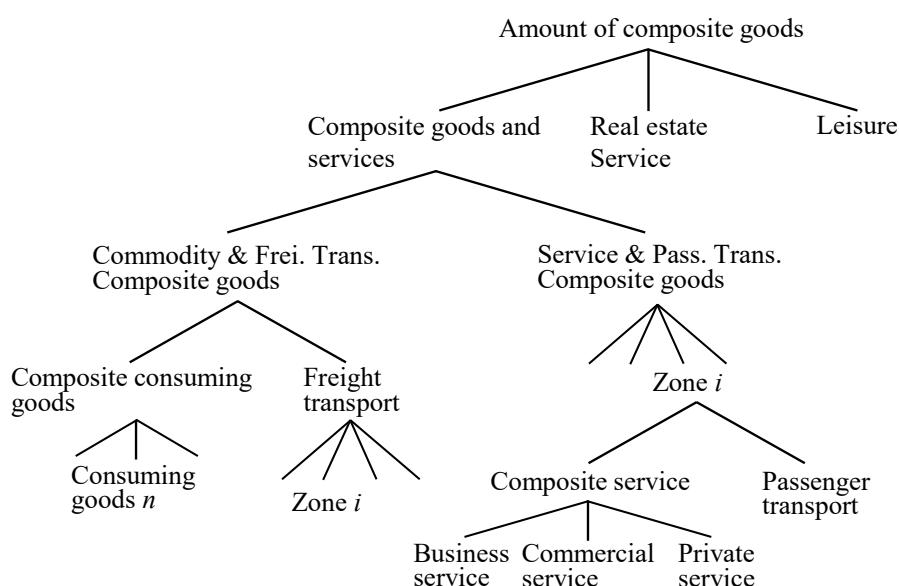 Amount of composite goods
Composite goods and
services
Real estate
Service
Leisure
Commodity & Frei. Trans.
Composite goods
Service & Pass. Trans.
Composite goods
Composite consuming
goods
Freight
transport
Zone i
Consuming
goods n
Zone i
Composite service
Passenger
transport
Business
service
Commercial
service
Private
service